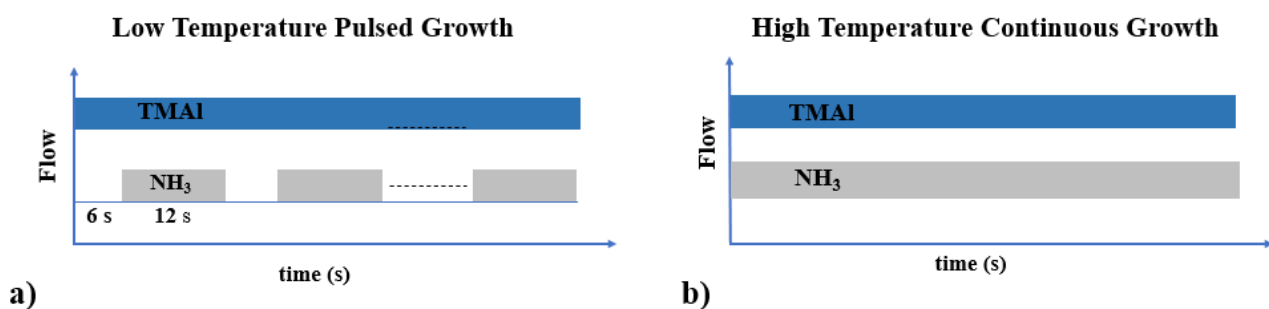 Low Temperature Pulsed Growth
TMAl
Flow
NH₃
6 s 12 s
time (s)
a)
High Temperature Continuous Growth
TMAl
Flow
NH₃
time (s)
b)